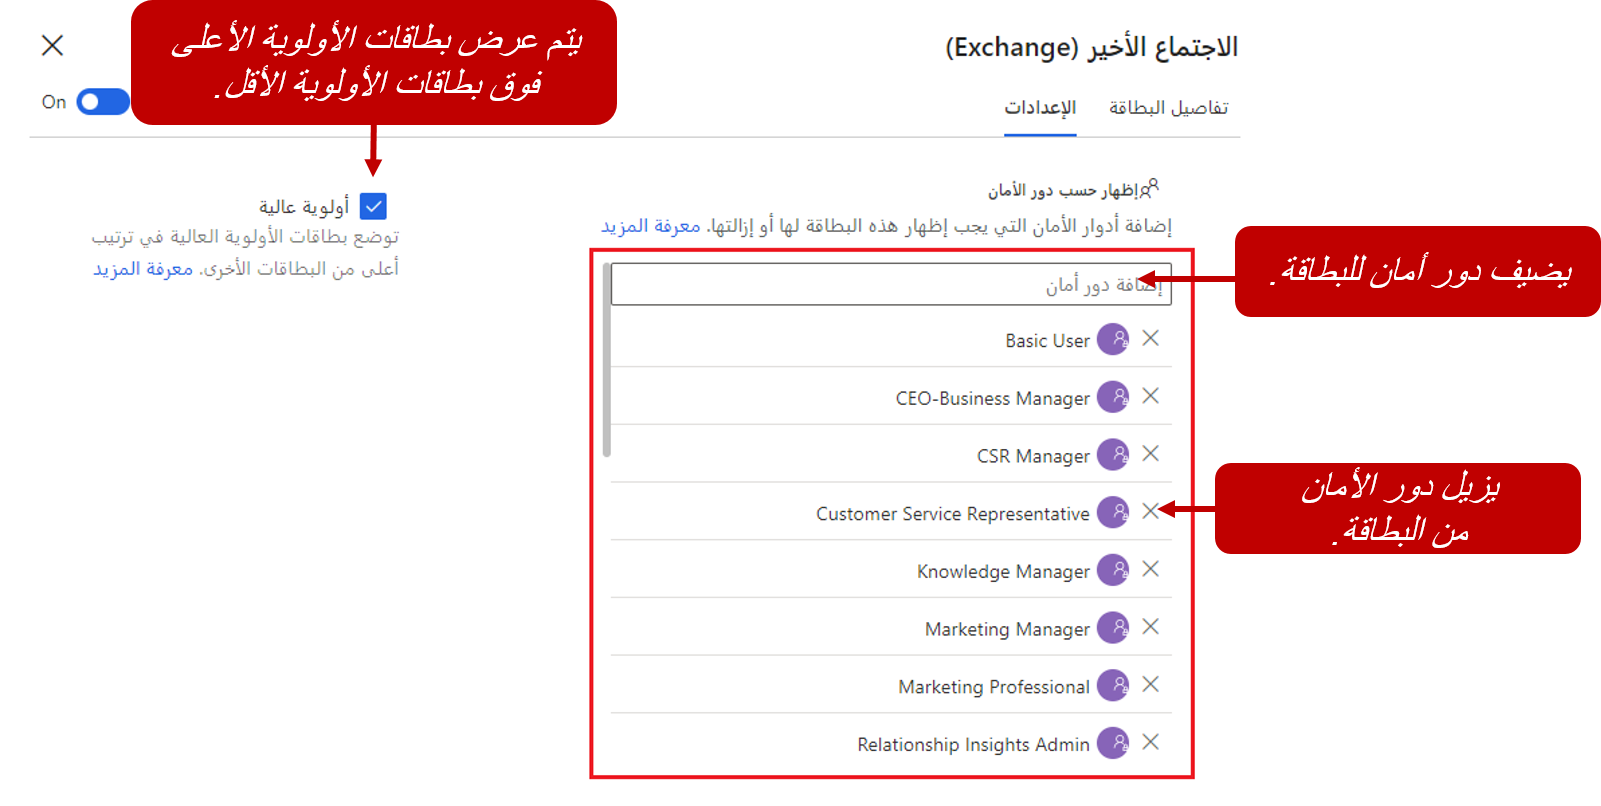 يتم عرض بطاقات الأولوية الأعلى
فوق بطاقات الأولوية الأقل.
الاجتماع الأخير (Exchange)
On
تفاصيل البطاقة
الإعدادات
إظهار حسب دور الأمان
إضافة أدوار الأمان التي يجب إظهار هذه البطاقة لها أو إزالتها. معرفة المزيد
أولوية عالية
توضع بطاقات الأولوية العالية في ترتيب
أعلى من البطاقات الأخرى. معرفة المزيد
يضيف دور أمان للبطاقة.
إضافة دور أمان
Basic User
CEO-Business Manager
CSR Manager
Customer Service Representative
يزيل دور الأمان
من البطاقة.
Knowledge Manager
Marketing Manager
Marketing Professional
Relationship Insights Admin